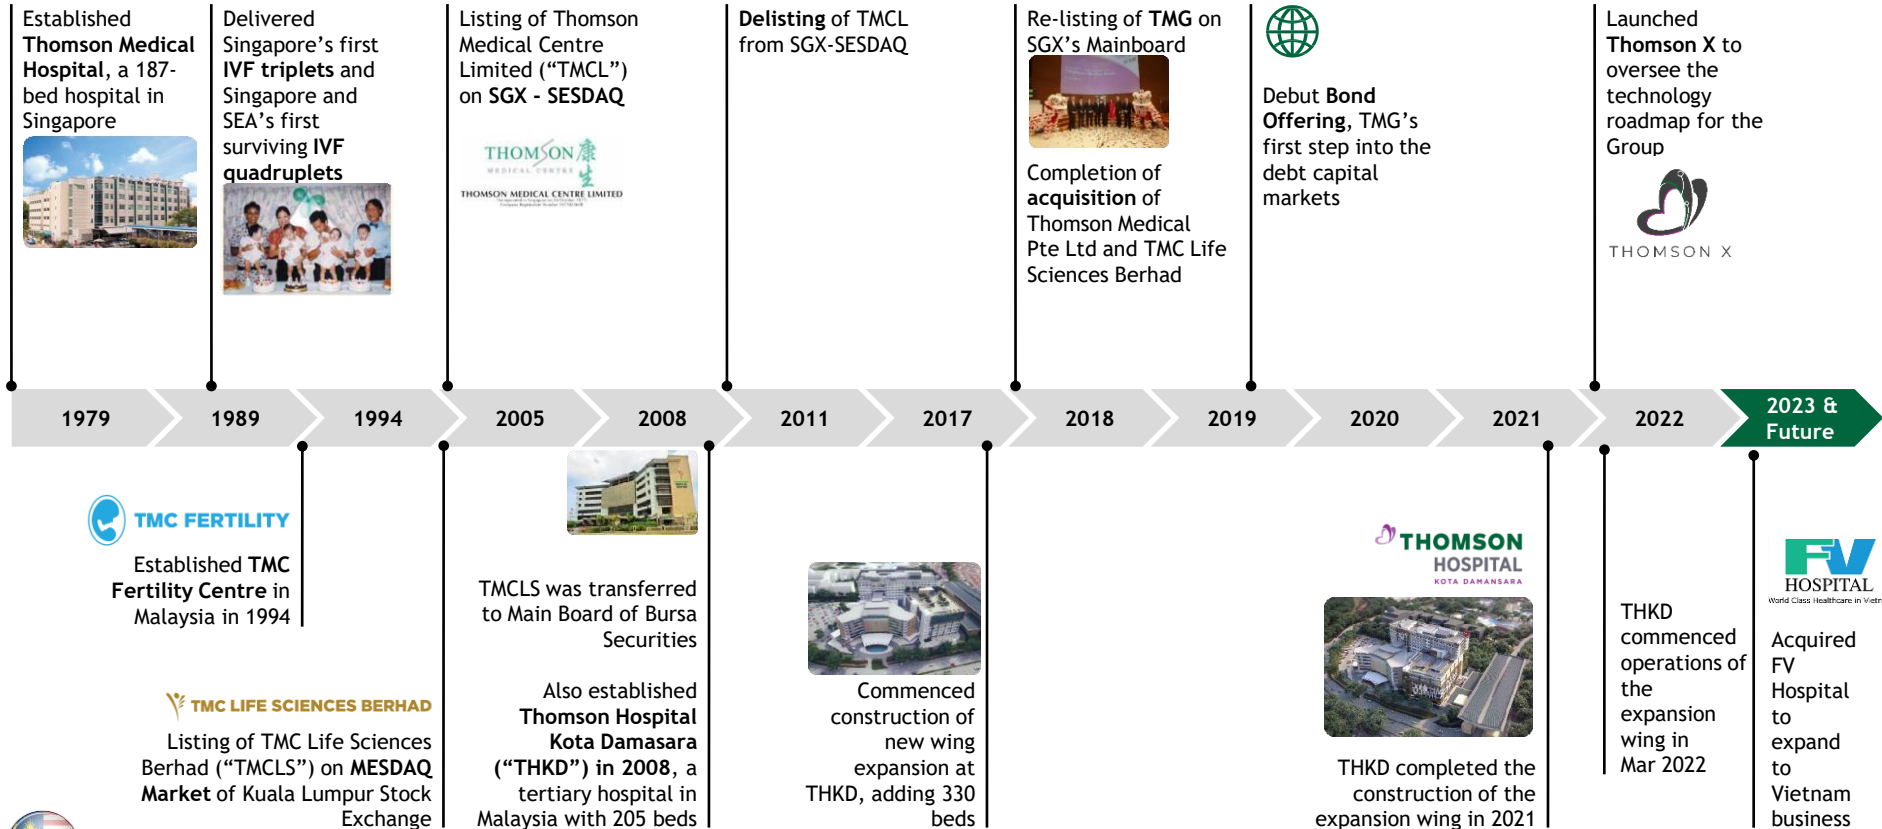 Established
Thomson Medical
Hospital, a 187-
bed hospital in
Singapore
Delivered
Singapore’s first
IVF triplets and
Singapore and
SEA’s first
surviving IVF
quadruplets
Listing of Thomson
Medical Centre
Limited (“TMCL”)
on SGX - SESDAQ
THOMSON 康生
MEDICAL CENTRE
THOMSON MEDICAL CENTRE LIMITED
Delisting of TMCL
from SGX-SESDAQ
Re-listing of TMG on
SGX’s Mainboard
Completion of
acquisition of
Thomson Medical
Pte Ltd and TMC Life
Sciences Berhad
Debut Bond
Offering, TMG’s
first step into the
debt capital
markets
Launched
Thomson X to
oversee the
technology
roadmap for the
Group
THOMSON X
1979
1989
1994
2005
2008
2011
2017
2018
2019
2020
2021
2022
2023 &
Future
TMC FERTILITY
Established TMC
Fertility Centre in
Malaysia in 1994
TMC LIFE SCIENCES BERHAD
Listing of TMC Life Sciences
Berhad (“TMCLS”) on MESDAQ
Market of Kuala Lumpur Stock
Exchange
TMCLS was transferred
to Main Board of Bursa
Securities
Also established
Thomson Hospital
Kota Damasara
(“THKD”) in 2008, a
tertiary hospital in
Malaysia with 205 beds
Commenced
construction of
new wing
expansion at
THKD, adding 330
beds
THOMSON
HOSPITAL
KOTA DAMANSARA
THKD completed the
construction of the
expansion wing in 2021
THKD
commenced
operations of
the
expansion
wing in
Mar 2022
FV
HOSPITAL
World Class Healthcare in Vietn
Acquired
FV
Hospital
to
expand
to
Vietnam
business